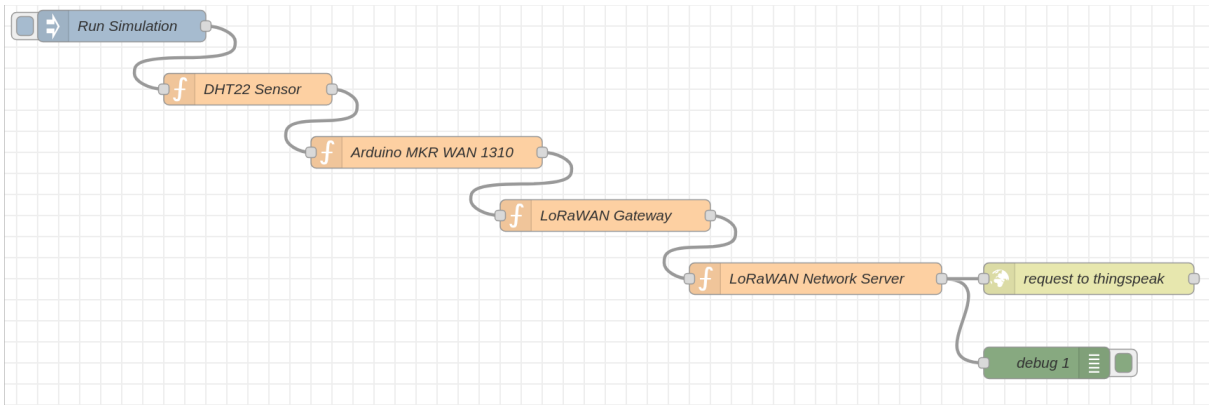 Run Simulation
DHT22 Sensor
Arduino MKR WAN 1310
LoRaWAN Gateway
LoRaWAN Network Server
request to thingspeak
debug 1